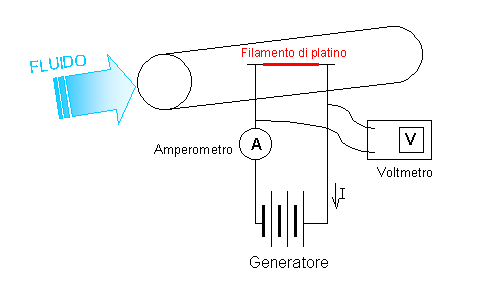 Filamento di platino
FLUIDO
A
Amperometro
V
Voltmetro
I
Generatore